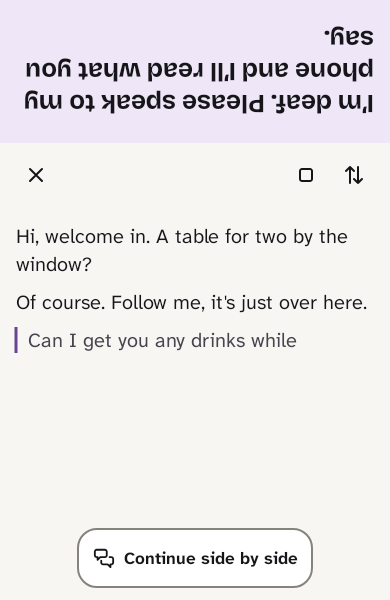 I'm deaf. Please speak to my
phone and I'll read what you
say.
Hi, welcome in. A table for two by the
window?
Of course. Follow me, it's just over here.
Can I get you any drinks while
Continue side by side